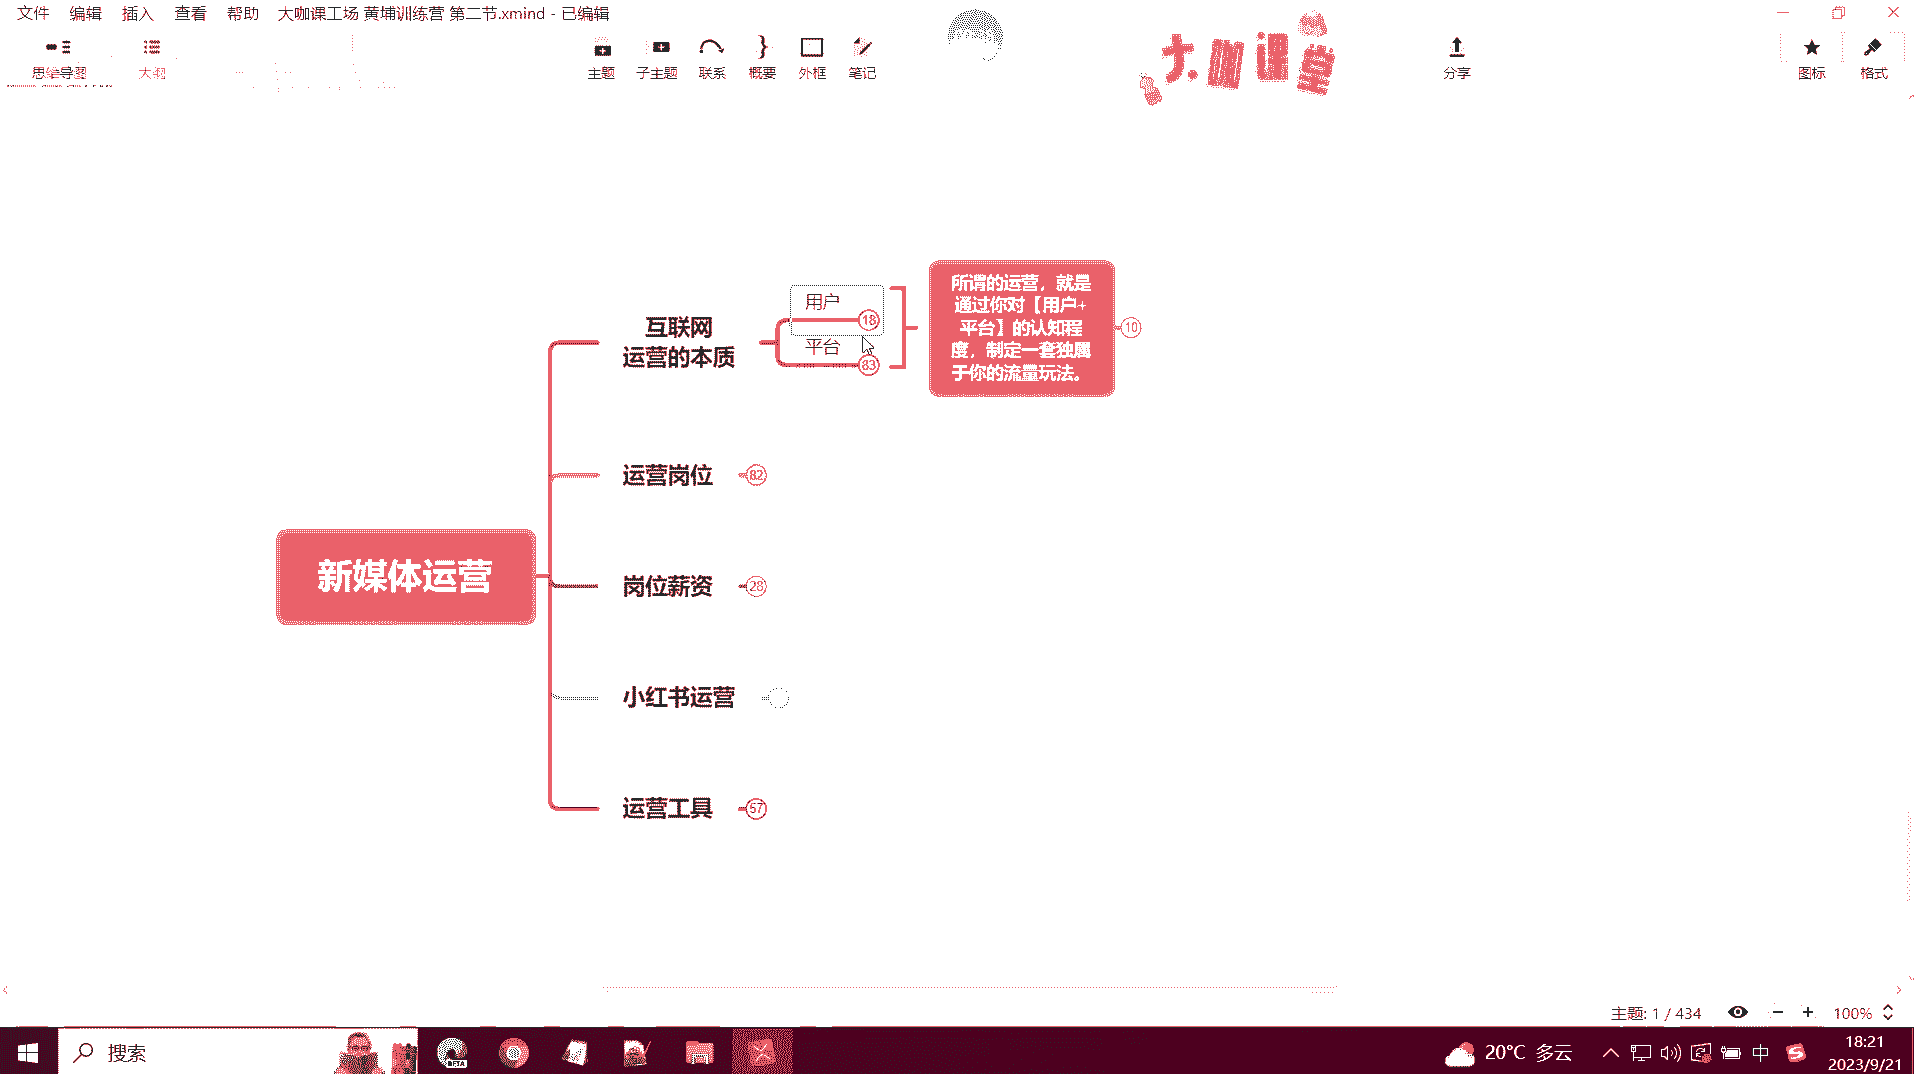 文件 编辑 插入 查看 帮助 大咖课工场 黄埔训练营 第二节.xmind - 已编辑
思维导图 大纲 主题 子主题 联系 概要 外框 笔记 分享 图标 格式
大咖课堂
互联网
运营的本质
用户
18
平台
83
所谓的运营，就是
通过你对【用户+
平台】的认知程
度，制定一套独属
于你的流量玩法。
10
运营岗位 82
新媒体运营
岗位薪资 28
小红书运营
运营工具 57
主题: 1 / 434 100%
搜索 BETA 20°C 多云 中 18:21
2023/9/21